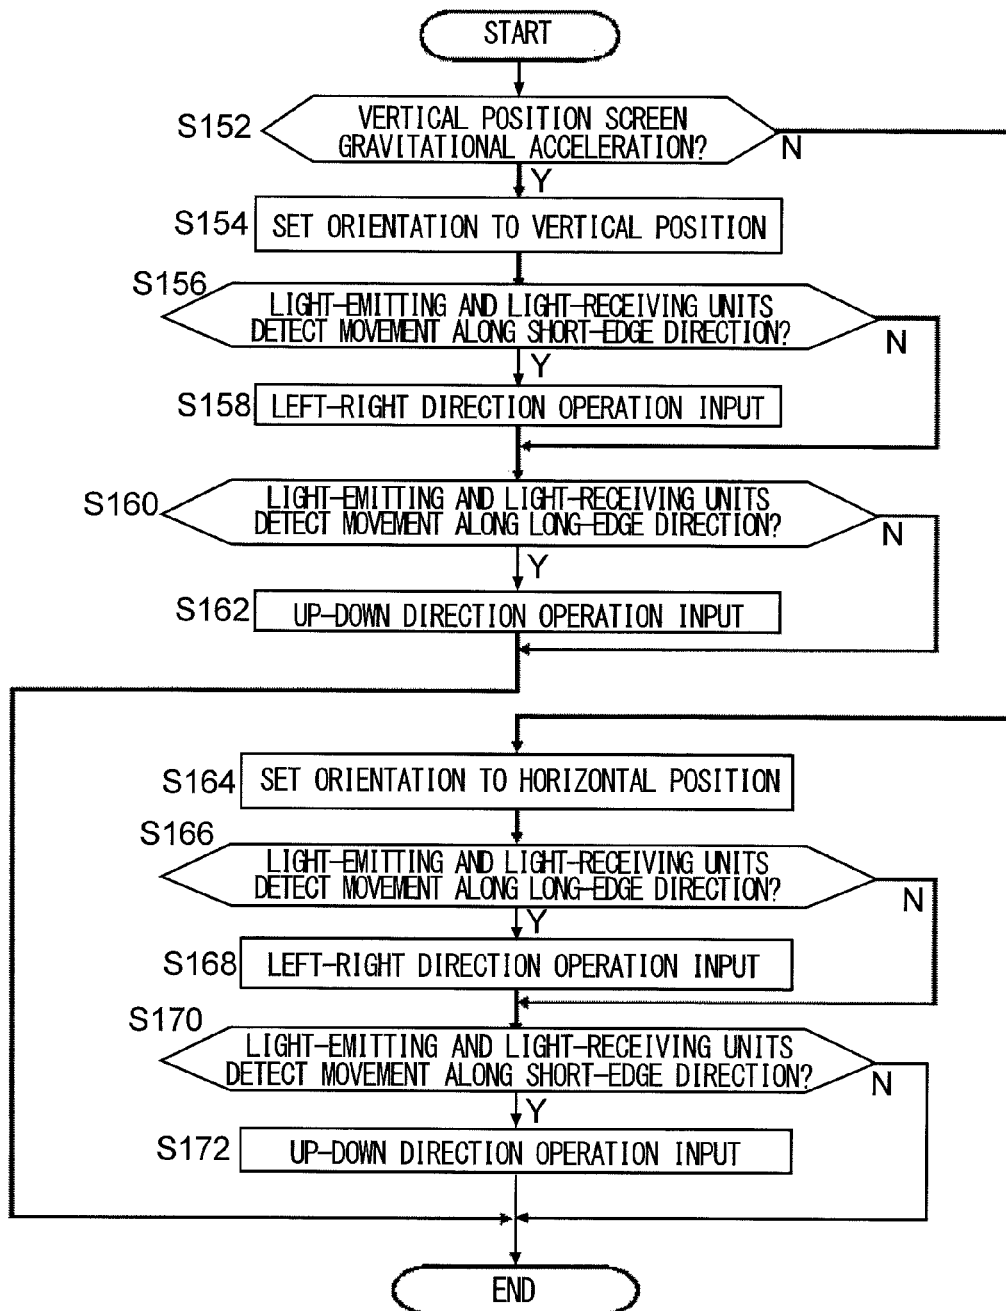 START
S152
VERTICAL POSITION SCREEN
GRAVITATIONAL ACCELERATION?
N
Y
S154
SET ORIENTATION TO VERTICAL POSITION
S156
LIGHT-EMITTING AND LIGHT-RECEIVING UNITS
DETECT MOVEMENT ALONG SHORT-EDGE DIRECTION?
N
Y
S158
LEFT-RIGHT DIRECTION OPERATION INPUT
S160
LIGHT-EMITTING AND LIGHT-RECEIVING UNITS
DETECT MOVEMENT ALONG LONG-EDGE DIRECTION?
N
Y
S162
UP-DOWN DIRECTION OPERATION INPUT
S164
SET ORIENTATION TO HORIZONTAL POSITION
S166
LIGHT-EMITTING AND LIGHT-RECEIVING UNITS
DETECT MOVEMENT ALONG LONG-EDGE DIRECTION?
N
Y
S168
LEFT-RIGHT DIRECTION OPERATION INPUT
S170
LIGHT-EMITTING AND LIGHT-RECEIVING UNITS
DETECT MOVEMENT ALONG SHORT-EDGE DIRECTION?
N
Y
S172
UP-DOWN DIRECTION OPERATION INPUT
END